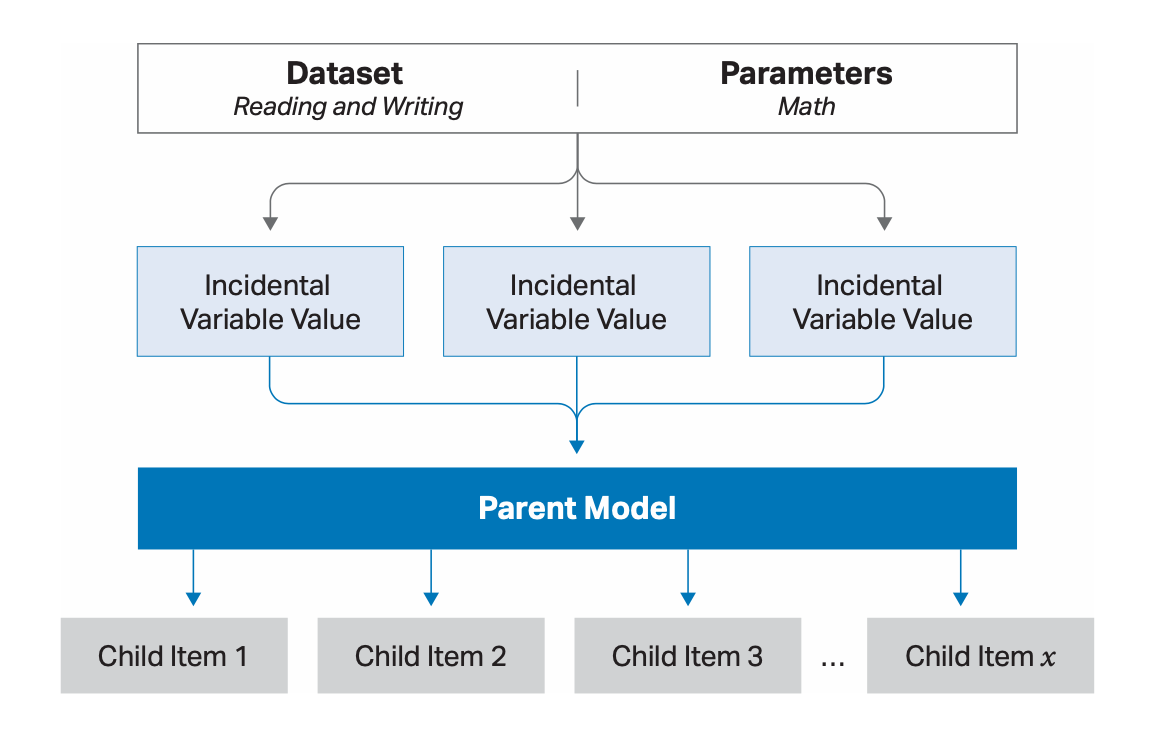 Dataset
Reading and Writing
Parameters
Math
Incidental
Variable Value
Incidental
Variable Value
Incidental
Variable Value
Parent Model
Child Item 1
Child Item 2
Child Item 3
...
Child Item x